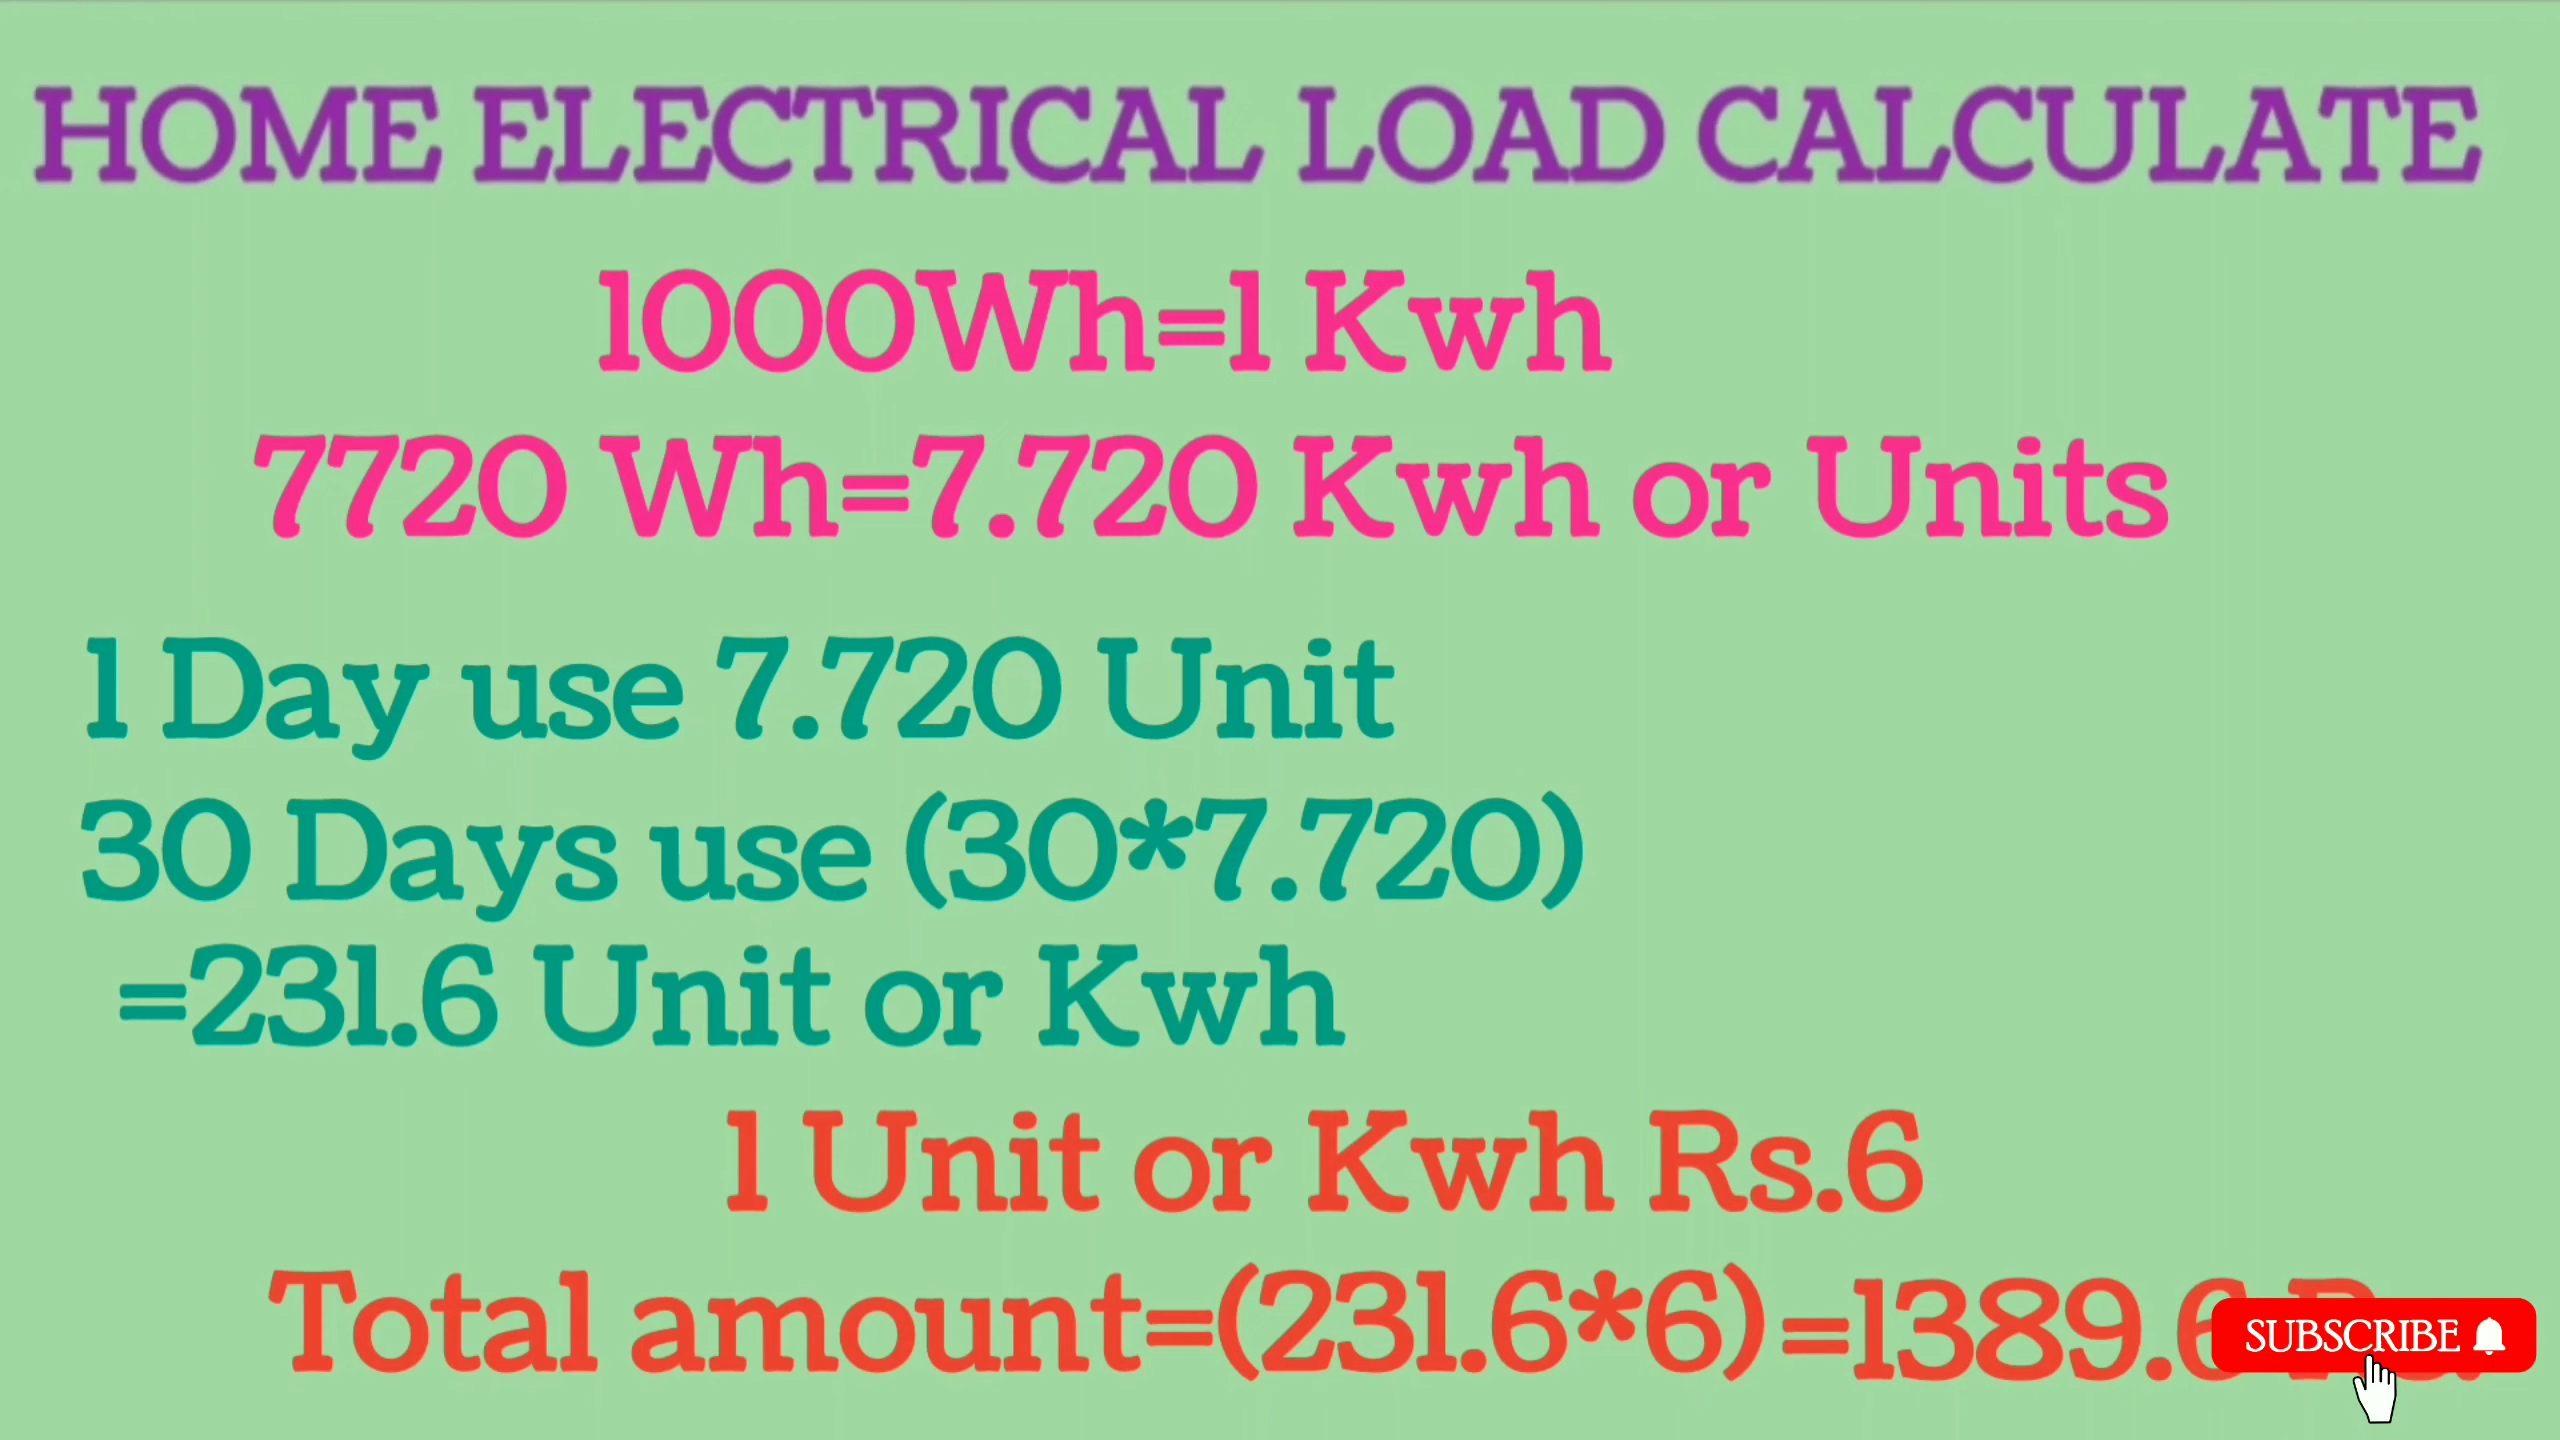 HOME ELECTRICAL LOAD CALCULATE
1000Wh=1 Kwh
7720 Wh=7.720 Kwh or Units
1 Day use 7.720 Unit
30 Days use (30*7.720)
=231.6 Unit or Kwh
1 Unit or Kwh Rs.6
Total amount=(231.6*6)=1389.6
SUBSCRIBE